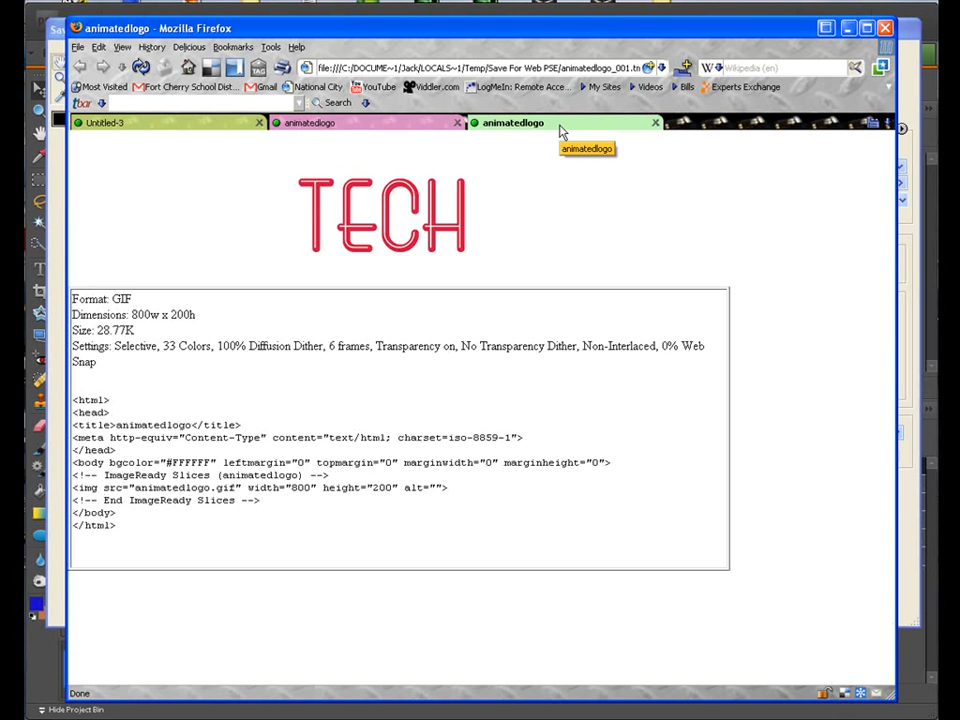 animatedlogo - Mozilla Firefox
File Edit View History Delicious Bookmarks Tools Help
TAG file:///C:/DOCUME~1/Jack/LOCALS~1/Temp/Save For Web PSE/animatedlogo_001.tn W Wikipedia (en)
Most Visited Fort Cherry School Dist... Gmail National City YouTube Viddler.com LogMeIn: Remote Acce... My Sites Videos Bills Experts Exchange
tbar Search
Untitled-3 animatedlogo animatedlogo
animatedlogo
TECH
Format: GIF
Dimensions: 800w x 200h
Size: 28.77K
Settings: Selective, 33 Colors, 100% Diffusion Dither, 6 frames, Transparency on, No Transparency Dither, Non-Interlaced, 0% Web
Snap
<html>
<head>
<title>animatedlogo</title>
<meta http-equiv="Content-Type" content="text/html; charset=iso-8859-1">
</head>
<body bgcolor="#FFFFFF" leftmargin="0" topmargin="0" marginwidth="0" marginheight="0">
<!-- ImageReady Slices (animatedlogo) -->
<img src="animatedlogo.gif" width="800" height="200" alt="">
<!-- End ImageReady Slices -->
</body>
</html>
Done
Hide Project Bin